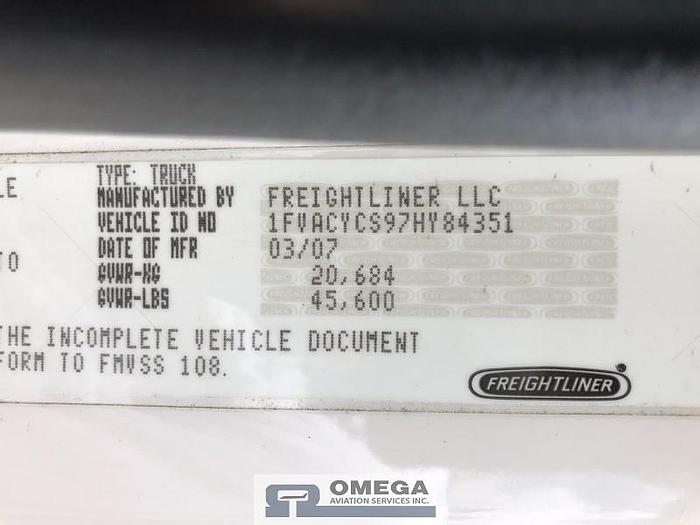 LE
TYPE: TRUCK
MANUFACTURED BY FREIGHTLINER LLC
VEHICLE ID NO 1FVACYCS97HY84351
TO DATE OF MFR 03/07
GVWR-KG 20,684
GVWR-LBS 45,600
THE INCOMPLETE VEHICLE DOCUMENT
FORM TO FMVSS 108.
FREIGHTLINER®
OMEGA
AVIATION SERVICES INC.